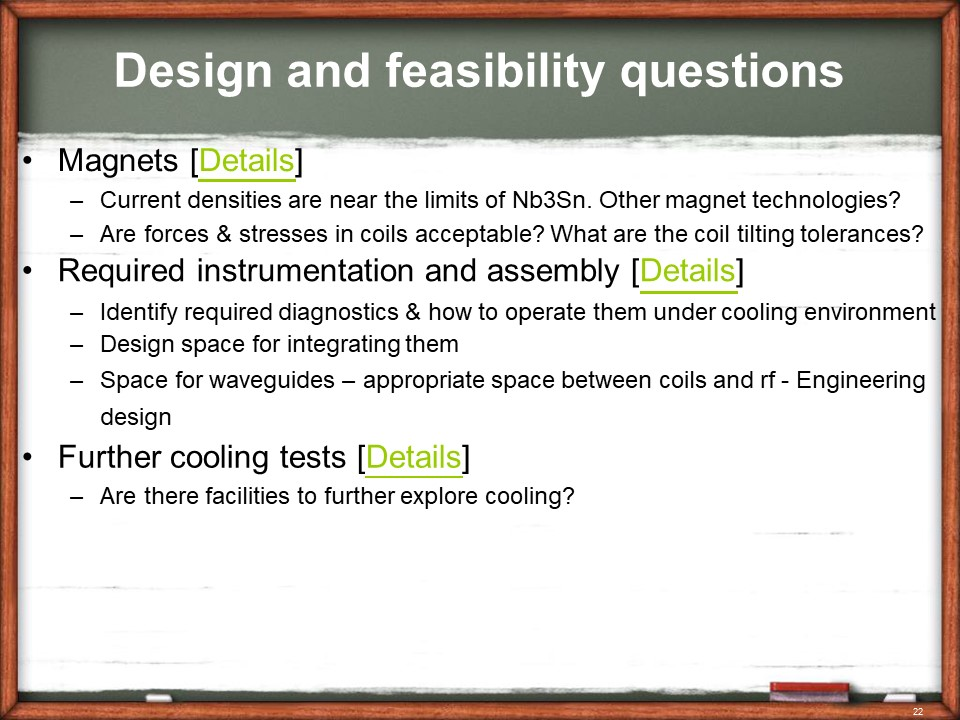 Design and feasibility questions
• Magnets [Details]
– Current densities are near the limits of Nb3Sn. Other magnet technologies?
– Are forces & stresses in coils acceptable? What are the coil tilting tolerances?
• Required instrumentation and assembly [Details]
– Identify required diagnostics & how to operate them under cooling environment
– Design space for integrating them
– Space for waveguides – appropriate space between coils and rf - Engineering
design
• Further cooling tests [Details]
– Are there facilities to further explore cooling?
22